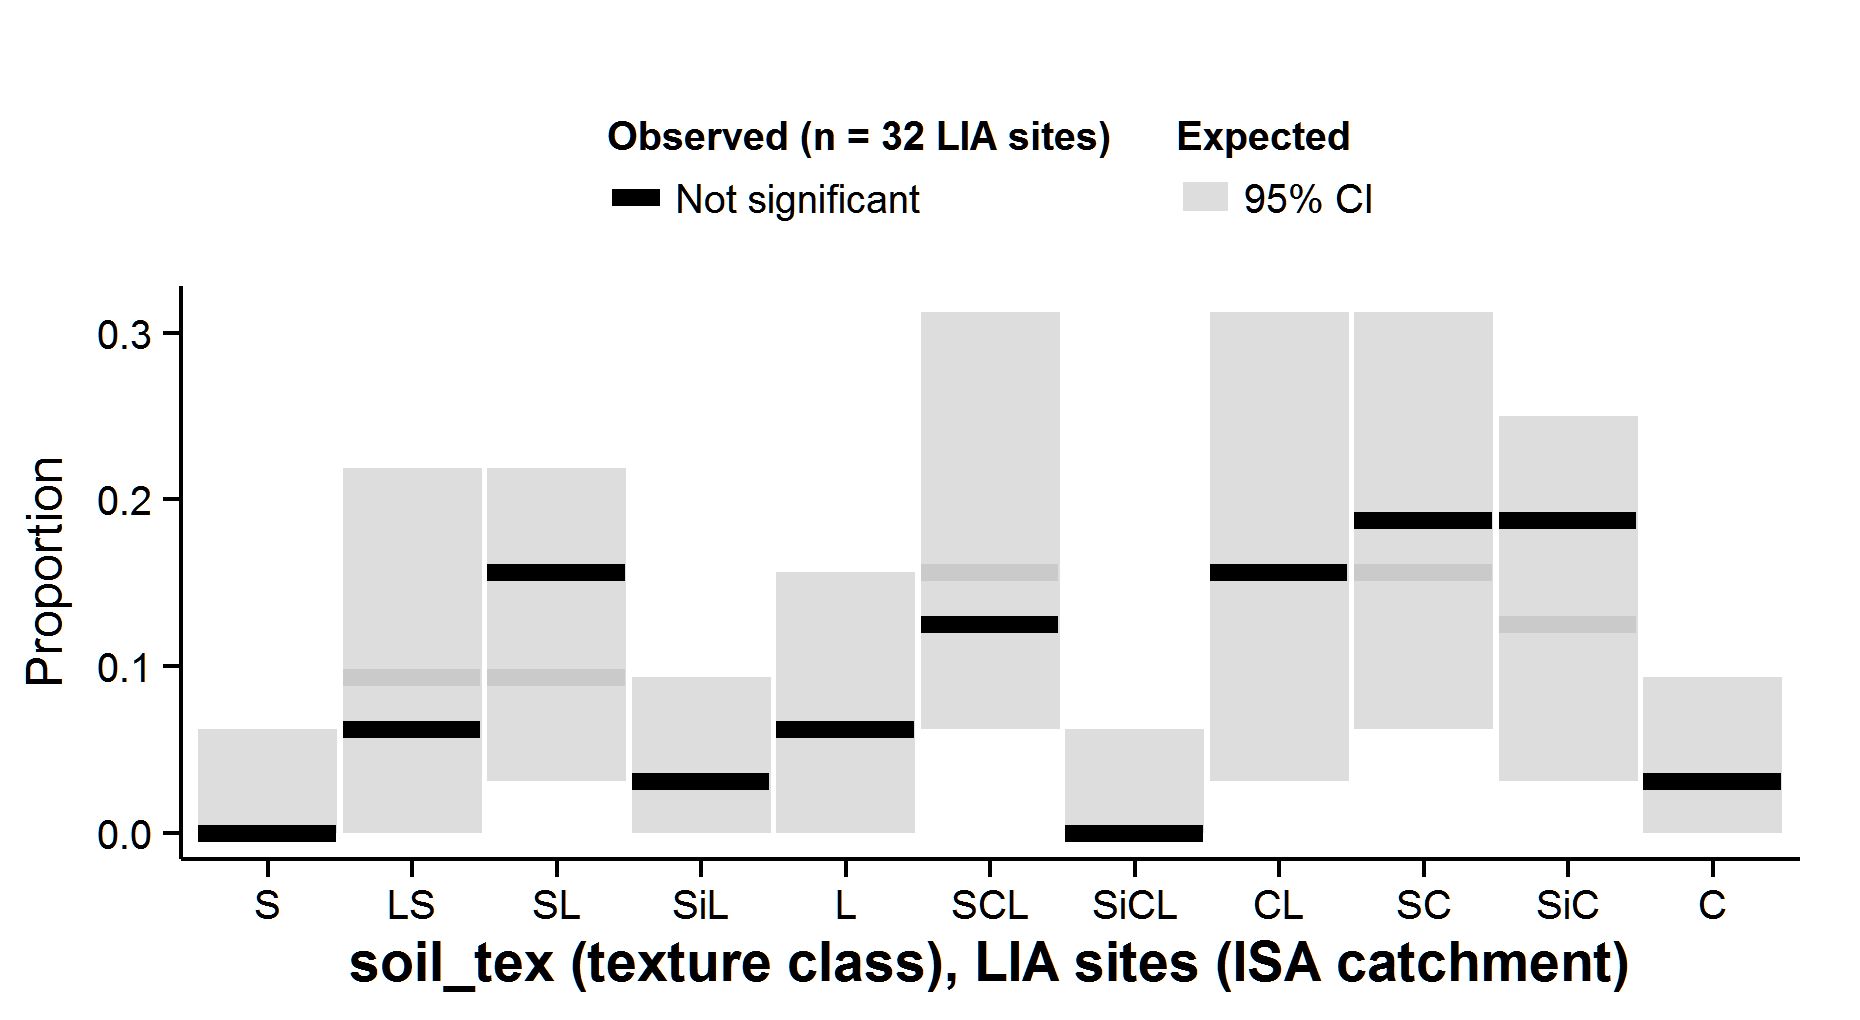 Observed (n = 32 LIA sites) Expected
Not significant 95% CI
Proportion
0.3
0.2
0.1
0.0
S LS SL SiL L SCL SiCL CL SC SiC C
soil_tex (texture class), LIA sites (ISA catchment)